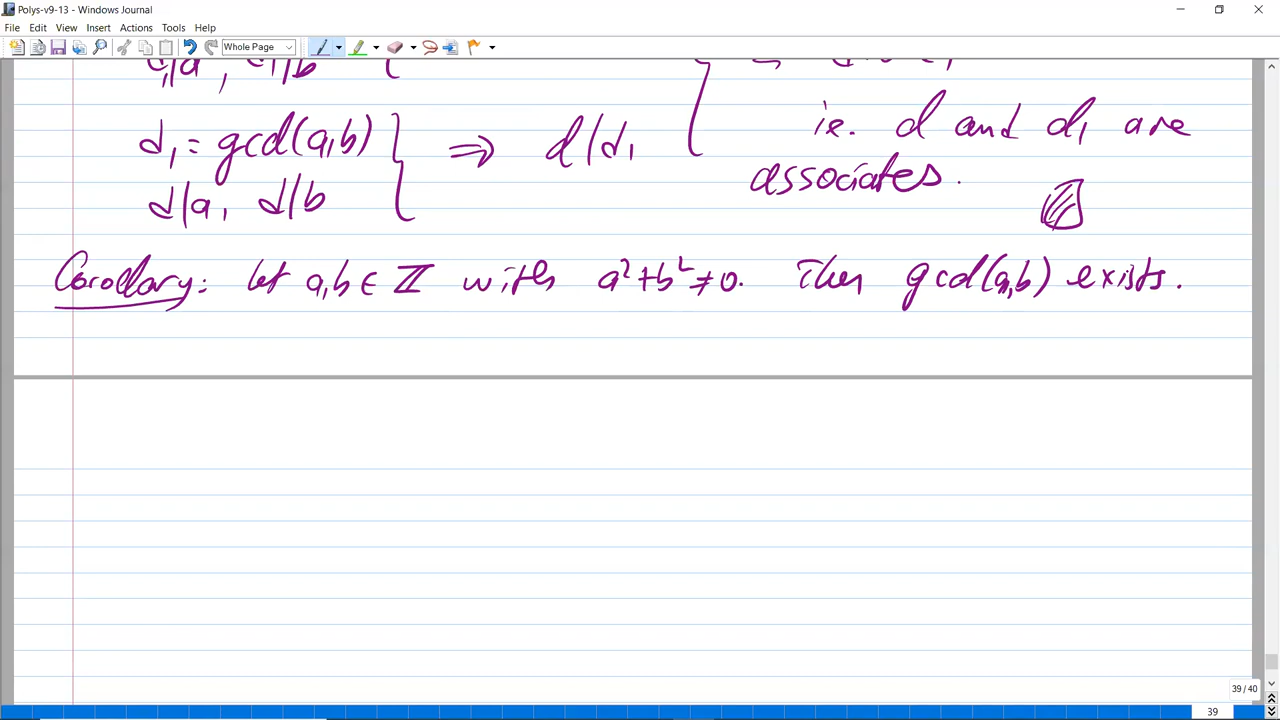 Polys-v9-13 - Windows Journal
File Edit View Insert Actions Tools Help
Whole Page
d₁ = gcd(a,b) } ⇒ d|d₁
d|a, d|b
i.e. d and d₁ are
associates.
Corollary: let a,b ∈ ℤ with a²+b² ≠ 0. Then gcd(a,b) exists.
39 / 40
39